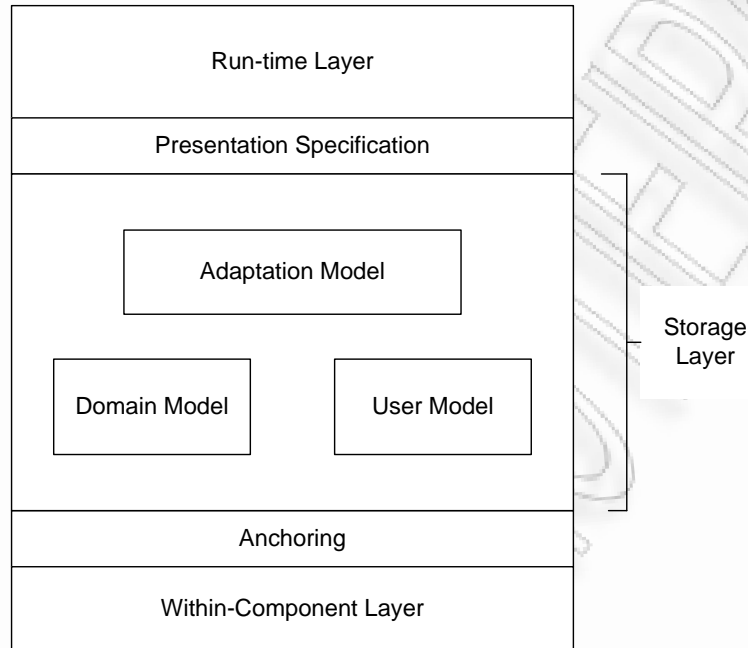 Run-time Layer
Presentation Specification
Adaptation Model
Storage
Layer
Domain Model
User Model
Anchoring
Within-Component Layer